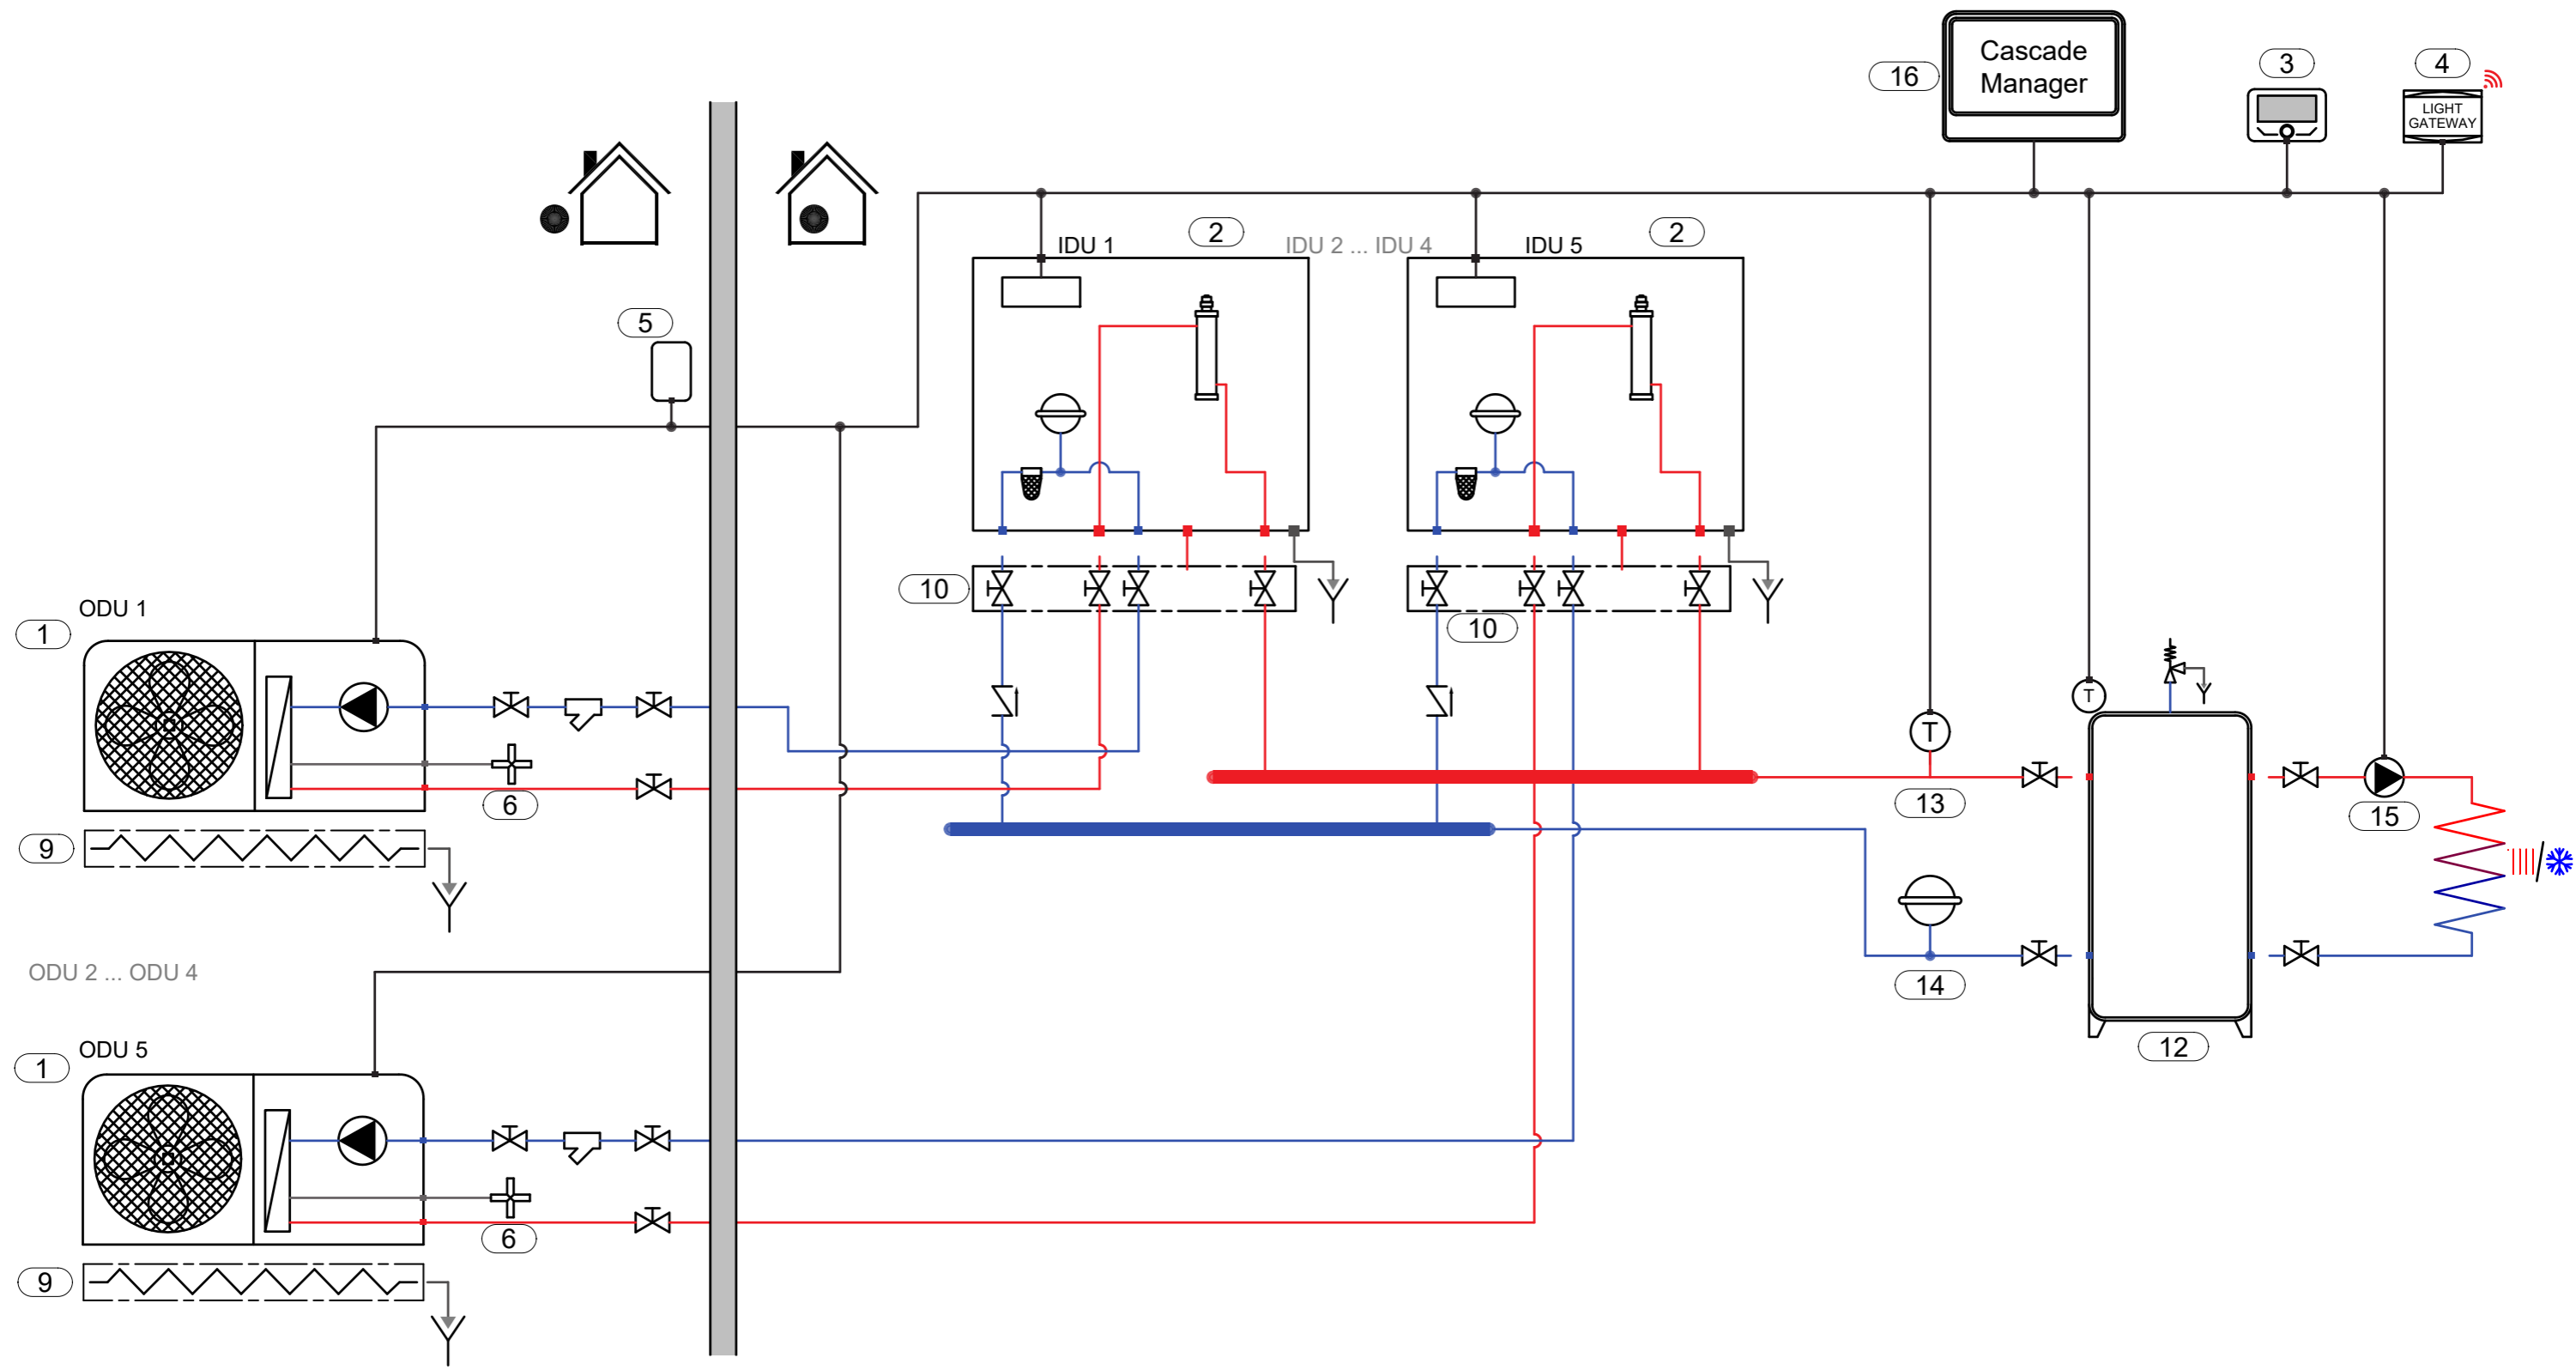 Cascade
Manager
16
3
4
LIGHT
GATEWAY
IDU 1
2
IDU 2 ... IDU 4
IDU 5
2
5
10
10
ODU 1
1
6
9
T
T
13
15
14
12
ODU 2 ... ODU 4
ODU 5
1
6
9